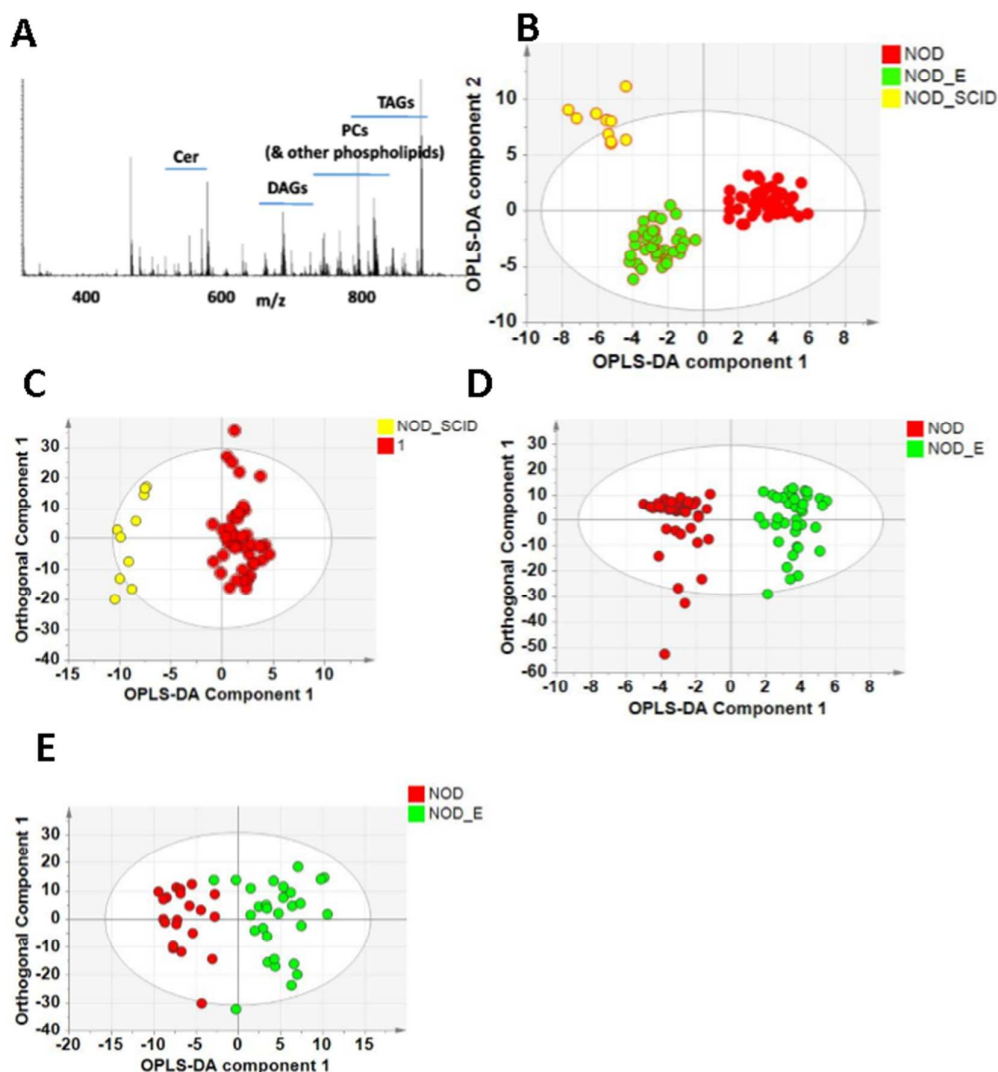 A
TAGs
PCs
(& other phospholipids)
Cer
DAGs
400
600
m/z
800
B
NOD
NOD_E
NOD_SCID
OPLS-DA component 2
10
5
0
-5
-10
-10 -8 -6 -4 -2 0 2 4 6 8
OPLS-DA component 1
C
NOD_SCID
1
Orthogonal Component 1
30
20
10
0
-10
-20
-30
-40
-15 -10 -5 0 5 10
OPLS-DA Component 1
D
NOD
NOD_E
Orthogonal Component 1
30
20
10
0
-10
-20
-30
-40
-50
-60
-8 -6 -4 -2 0 2 4 6 8
OPLS-DA Component 1
E
NOD
NOD_E
Orthogonal Component 1
30
20
10
0
-10
-20
-30
-40
-20 -15 -10 -5 0 5 10 15
OPLS-DA component 1